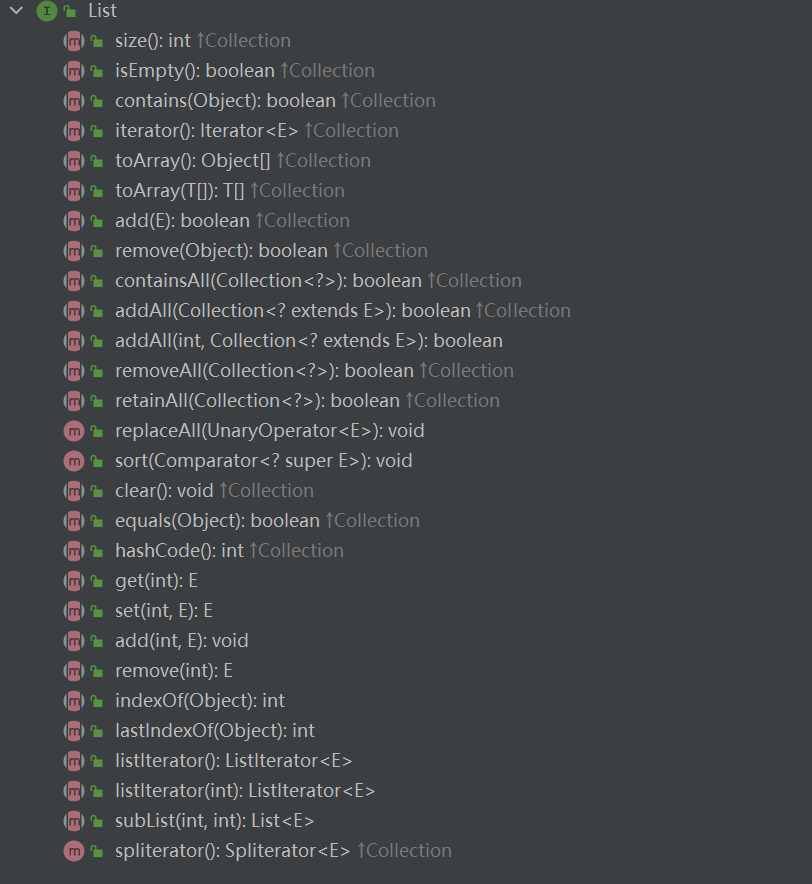 List
size(): int ↑Collection
isEmpty(): boolean ↑Collection
contains(Object): boolean ↑Collection
iterator(): Iterator<E> ↑Collection
toArray(): Object[] ↑Collection
toArray(T[]): T[] ↑Collection
add(E): boolean ↑Collection
remove(Object): boolean ↑Collection
containsAll(Collection<?>): boolean ↑Collection
addAll(Collection<? extends E>): boolean ↑Collection
addAll(int, Collection<? extends E>): boolean
removeAll(Collection<?>): boolean ↑Collection
retainAll(Collection<?>): boolean ↑Collection
replaceAll(UnaryOperator<E>): void
sort(Comparator<? super E>): void
clear(): void ↑Collection
equals(Object): boolean ↑Collection
hashCode(): int ↑Collection
get(int): E
set(int, E): E
add(int, E): void
remove(int): E
indexOf(Object): int
lastIndexOf(Object): int
listIterator(): ListIterator<E>
listIterator(int): ListIterator<E>
subList(int, int): List<E>
spliterator(): Spliterator<E> ↑Collection